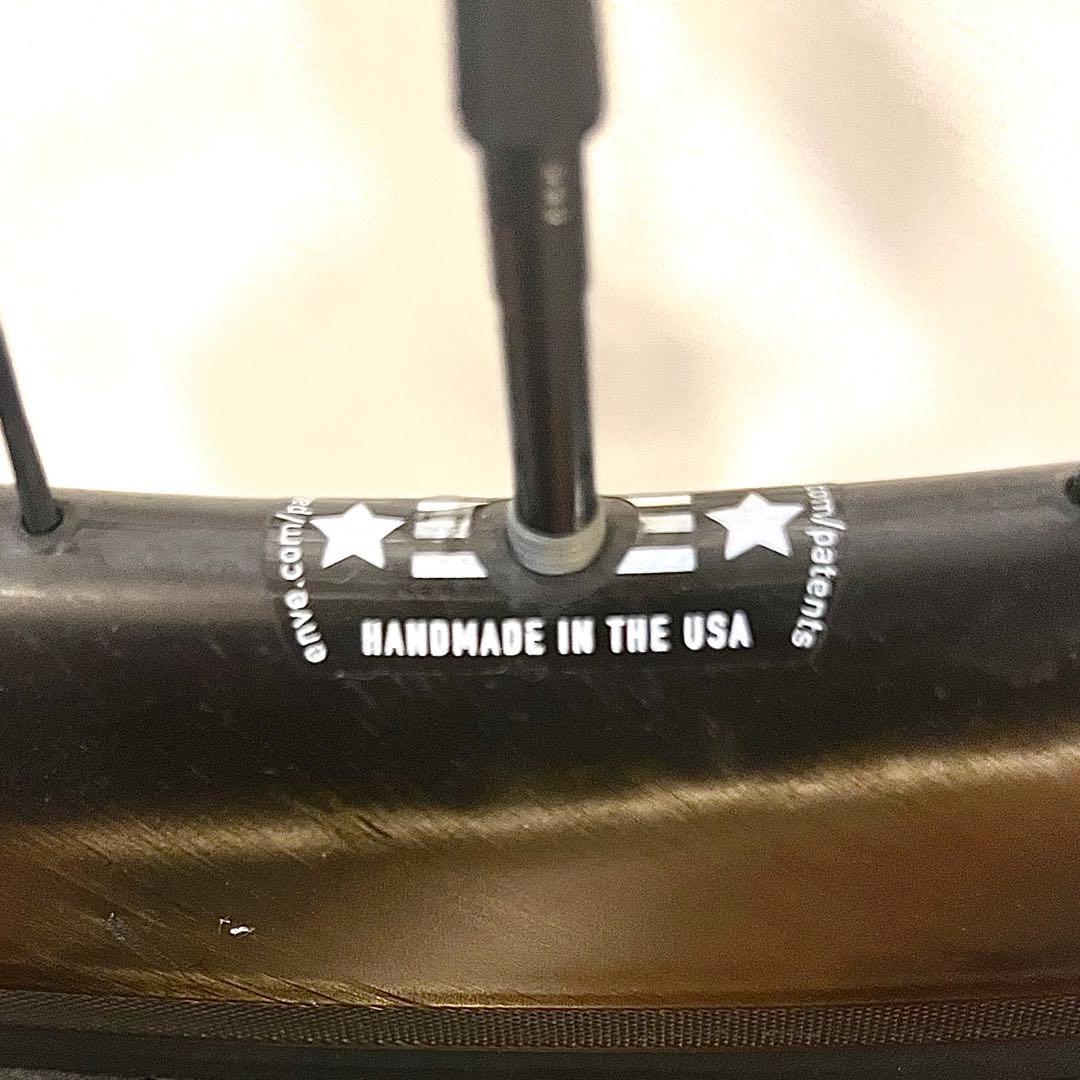 enve.com/pa
HANDMADE IN THE USA
com/patents